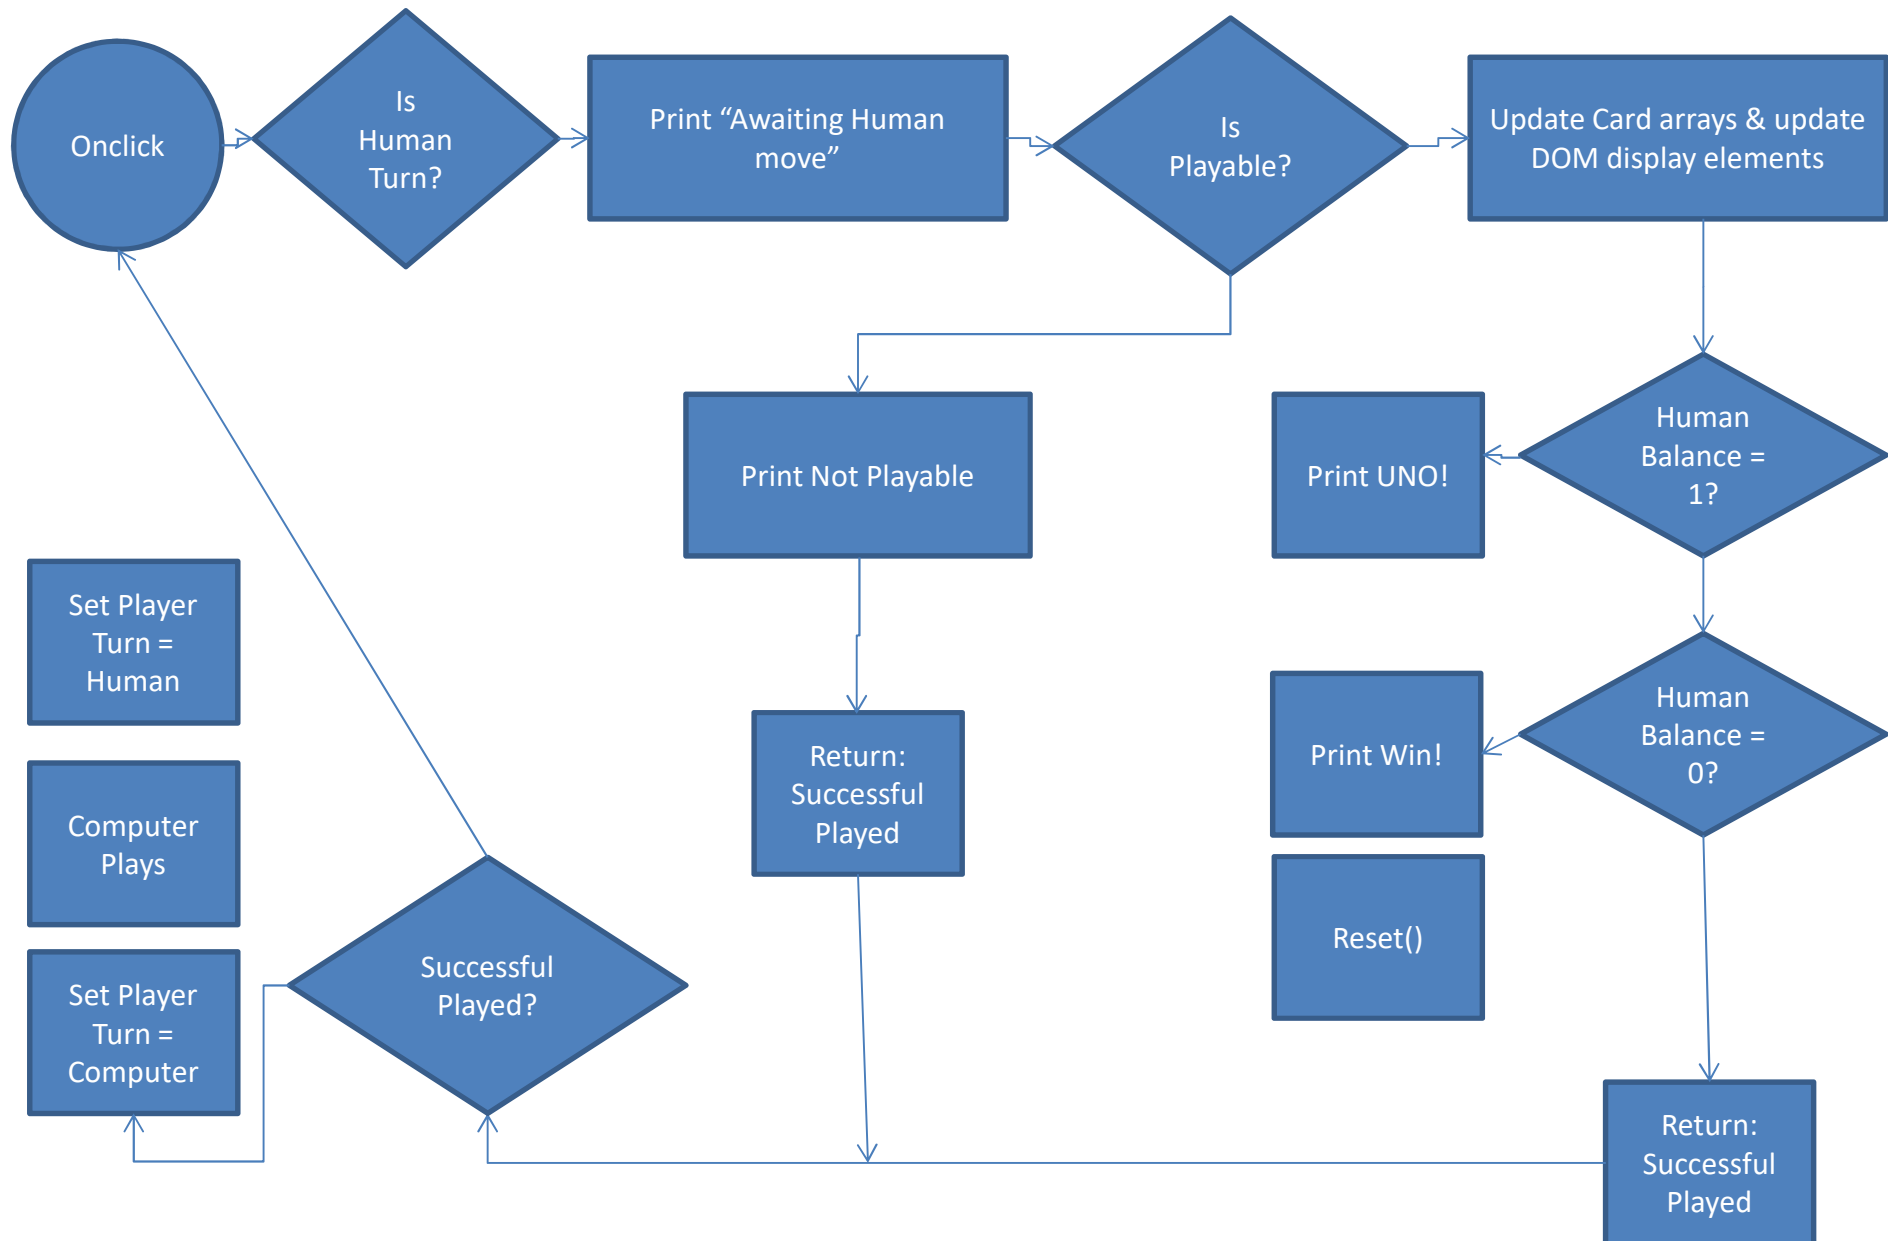 Onclick
Is
Human
Turn?
Print “Awaiting Human
move”
Is
Playable?
Update Card arrays & update
DOM display elements
Print Not Playable
Print UNO!
Human
Balance =
1?
Set Player
Turn =
Human
Return:
Successful
Played
Print Win!
Human
Balance =
0?
Computer
Plays
Successful
Played?
Reset()
Set Player
Turn =
Computer
Return:
Successful
Played